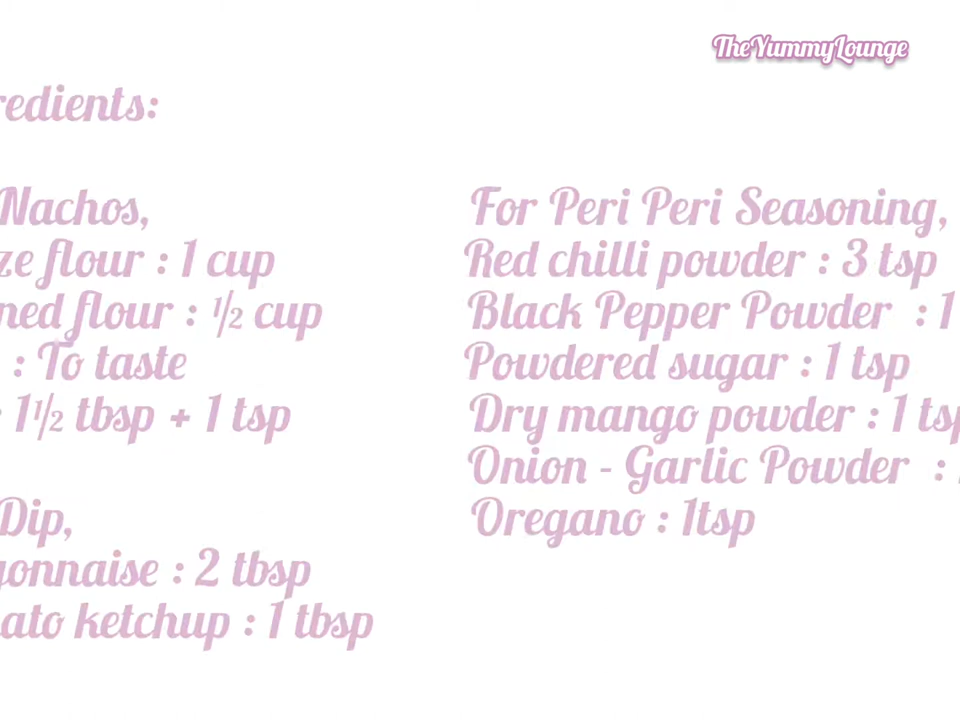 TheYummyLounge
redients:
Nachos,
ze flour : 1 cup
ned flour : 1/2 cup
: To taste
: 1 1/2 tbsp + 1 tsp
Dip,
yonnaise : 2 tbsp
ato ketchup : 1 tbsp
For Peri Peri Seasoning,
Red chilli powder : 3 tsp
Black Pepper Powder : 1
Powdered sugar : 1 tsp
Dry mango powder : 1 tsp
Onion - Garlic Powder :
Oregano : 1tsp